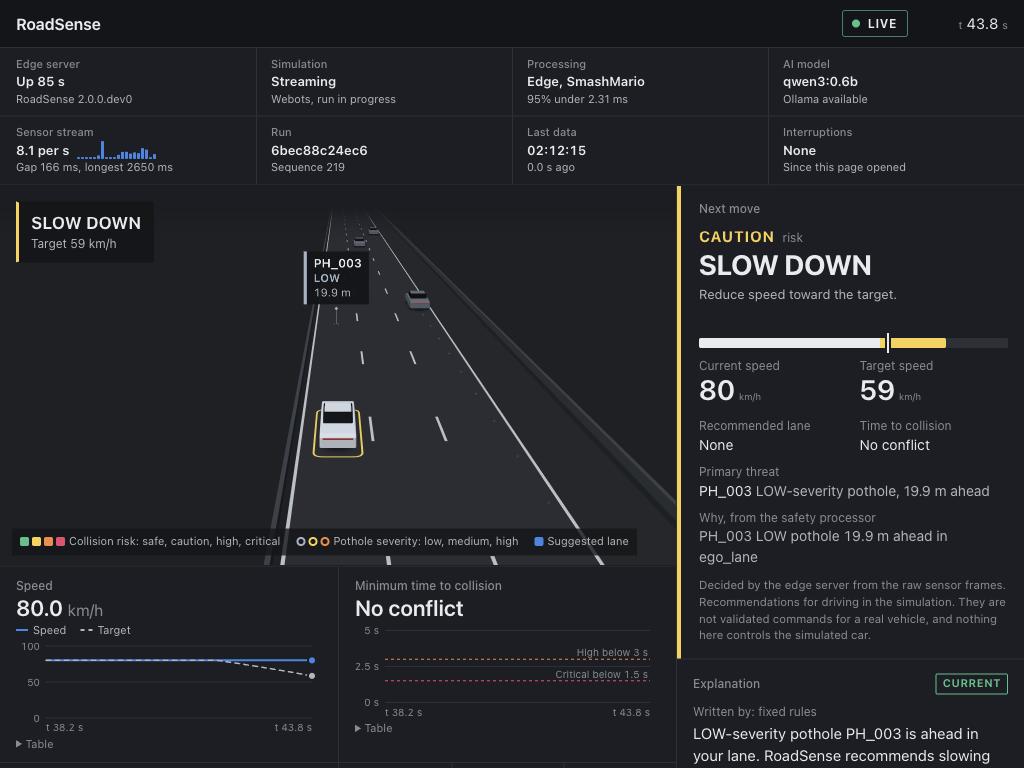 RoadSense
LIVE
t 43.8 s
Edge server
Up 85 s
RoadSense 2.0.0.dev0
Simulation
Streaming
Webots, run in progress
Processing
Edge, SmashMario
95% under 2.31 ms
AI model
qwen3:0.6b
Ollama available
Sensor stream
8.1 per s
Gap 166 ms, longest 2650 ms
Run
6bec88c24ec6
Sequence 219
Last data
02:12:15
0.0 s ago
Interruptions
None
Since this page opened
SLOW DOWN
Target 59 km/h
PH_003
LOW
19.9 m
Collision risk: safe, caution, high, critical
Pothole severity: low, medium, high
Suggested lane
Next move
CAUTION risk
SLOW DOWN
Reduce speed toward the target.
Current speed
80 km/h
Target speed
59 km/h
Recommended lane
None
Time to collision
No conflict
Primary threat
PH_003 LOW-severity pothole, 19.9 m ahead
Why, from the safety processor
PH_003 LOW pothole 19.9 m ahead in
ego_lane
Decided by the edge server from the raw sensor frames.
Recommendations for driving in the simulation. They are
not validated commands for a real vehicle, and nothing
here controls the simulated car.
Speed
80.0 km/h
Speed
Target
100
50
0
t 38.2 s
t 43.8 s
Table
Minimum time to collision
No conflict
5 s
High below 3 s
2.5 s
Critical below 1.5 s
0 s
t 38.2 s
t 43.8 s
Table
Explanation
CURRENT
Written by: fixed rules
LOW-severity pothole PH_003 is ahead in
your lane. RoadSense recommends slowing